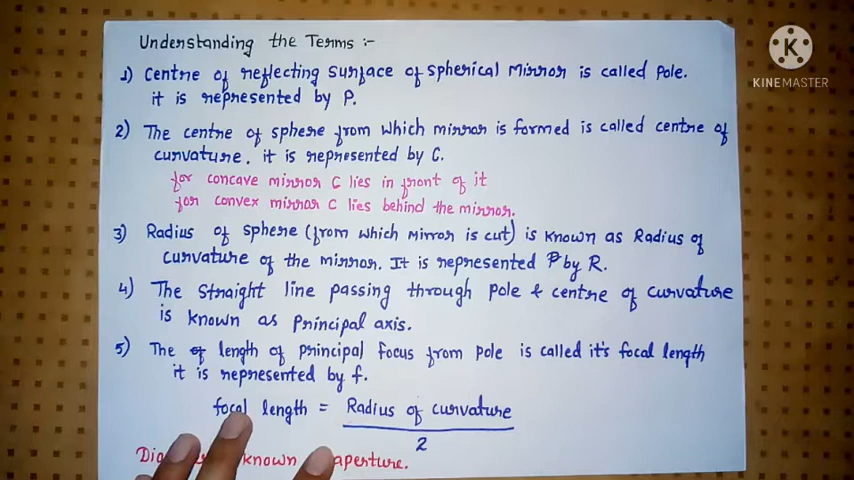 Understanding the Terms :-
1) Centre of reflecting surface of spherical Mirror is called Pole.
it is represented by P.
2) The centre of sphere from which mirror is formed is called centre of
curvature. it is represented by C.
for concave mirror C lies in front of it
for convex mirror C lies behind the mirror.
3) Radius of sphere (from which mirror is cut) is known as Radius of
curvature of the mirror. It is represented by R.
4) The straight line passing through pole & centre of curvature
is known as principal axis.
5) The length of principal focus from pole is called it's focal length
it is represented by f.
focal length = Radius of curvature
2
known aperture.
K
KINEMASTER